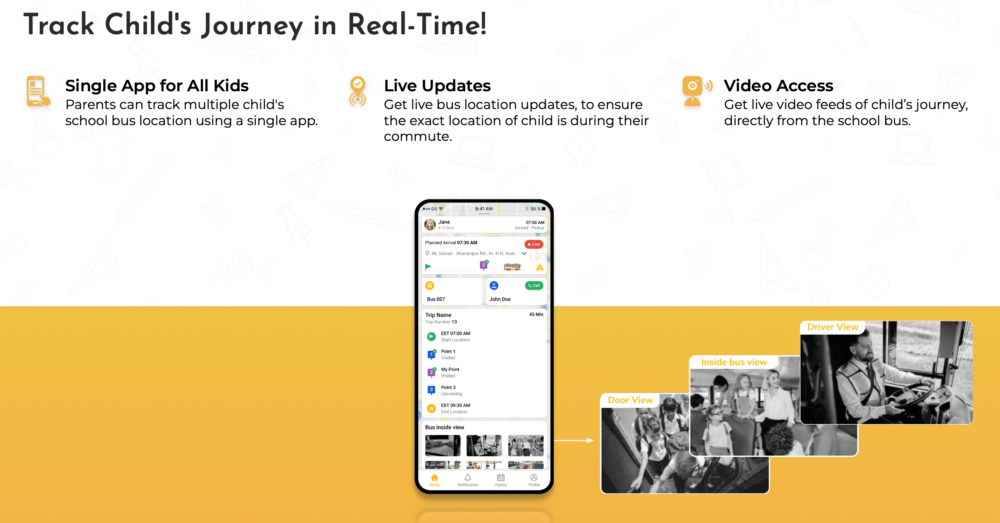 Track Child's Journey in Real-Time!
Single App for All Kids
Parents can track multiple child's
school bus location using a single app.
Live Updates
Get live bus location updates, to ensure
the exact location of child is during their
commute.
Video Access
Get live video feeds of child’s journey,
directly from the school bus.
GS 9:41 AM 58 %
Jane 07:00 AM
In Bus Arrived - Pickup
Planned Arrival 07:30 AM Live
48, Valsad - Dharampur Rd., Nr. N.H. Atak
2
Call
Bus 007 John Doe
Trip Name 45 Min
Trip Number 13
EST 07:00 AM
Start Location
1 Point 1
Visited
2 My Point
Visited
3 Point 3
Upcoming
EST 09:30 AM
End Location
Bus inside view
Home Notification History Profile
Driver View
Inside bus view
Door View
ABC
ABC
ABC
A
A
B
B
√200